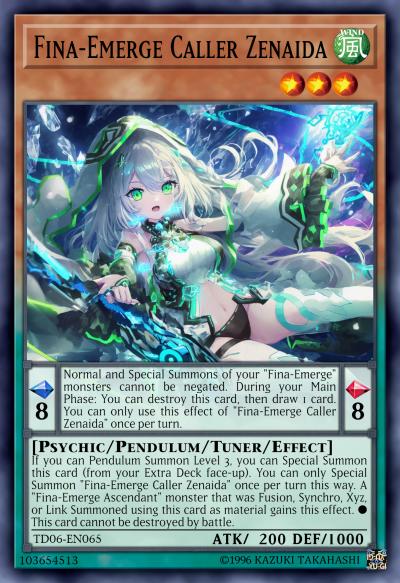 Fina-Emerge Caller Zenaida
WIND
風
Normal and Special Summons of your "Fina-Emerge"
monsters cannot be negated. During your Main
Phase: You can destroy this card, then draw 1 card.
You can only use this effect of "Fina-Emerge Caller
Zenaida" once per turn.
8
8
[Psychic/Pendulum/Tuner/Effect]
If you can Pendulum Summon Level 3, you can Special Summon
this card (from your Extra Deck face-up). You can only Special
Summon "Fina-Emerge Caller Zenaida" once per turn this way. A
"Fina-Emerge Ascendant" monster that was Fusion, Synchro, Xyz,
or Link Summoned using this card as material gains this effect. ●
This card cannot be destroyed by battle.
TD06-EN065
ATK/ 200 DEF/1000
103654513
©1996 KAZUKI TAKAHASHI